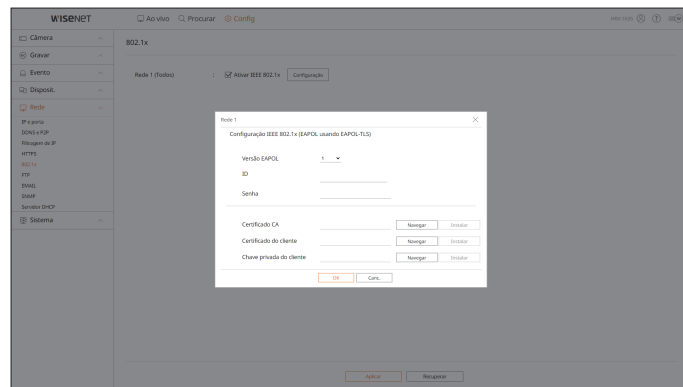 WISENET
Ao vivo Procurar Config
Câmera
Gravar
Evento
Disposit.
Rede
IP e porta
DDNS e P2P
Filtragem de IP
HTTPS
802.1x
FTP
EMAIL
SNMP
Servidor DHCP
Sistema
802.1x
Rede 1 (Todos) : Ativar IEEE 802.1x Configuração
Rede 1
Configuração IEEE 802.1x (EAPOL usando EAPOL-TLS)
Versão EAPOL 1
ID
Senha
Certificado CA Navegar Instalar
Certificado do cliente Navegar Instalar
Chave privada do cliente Navegar Instalar
OK Canc.
Aplicar Recuperar